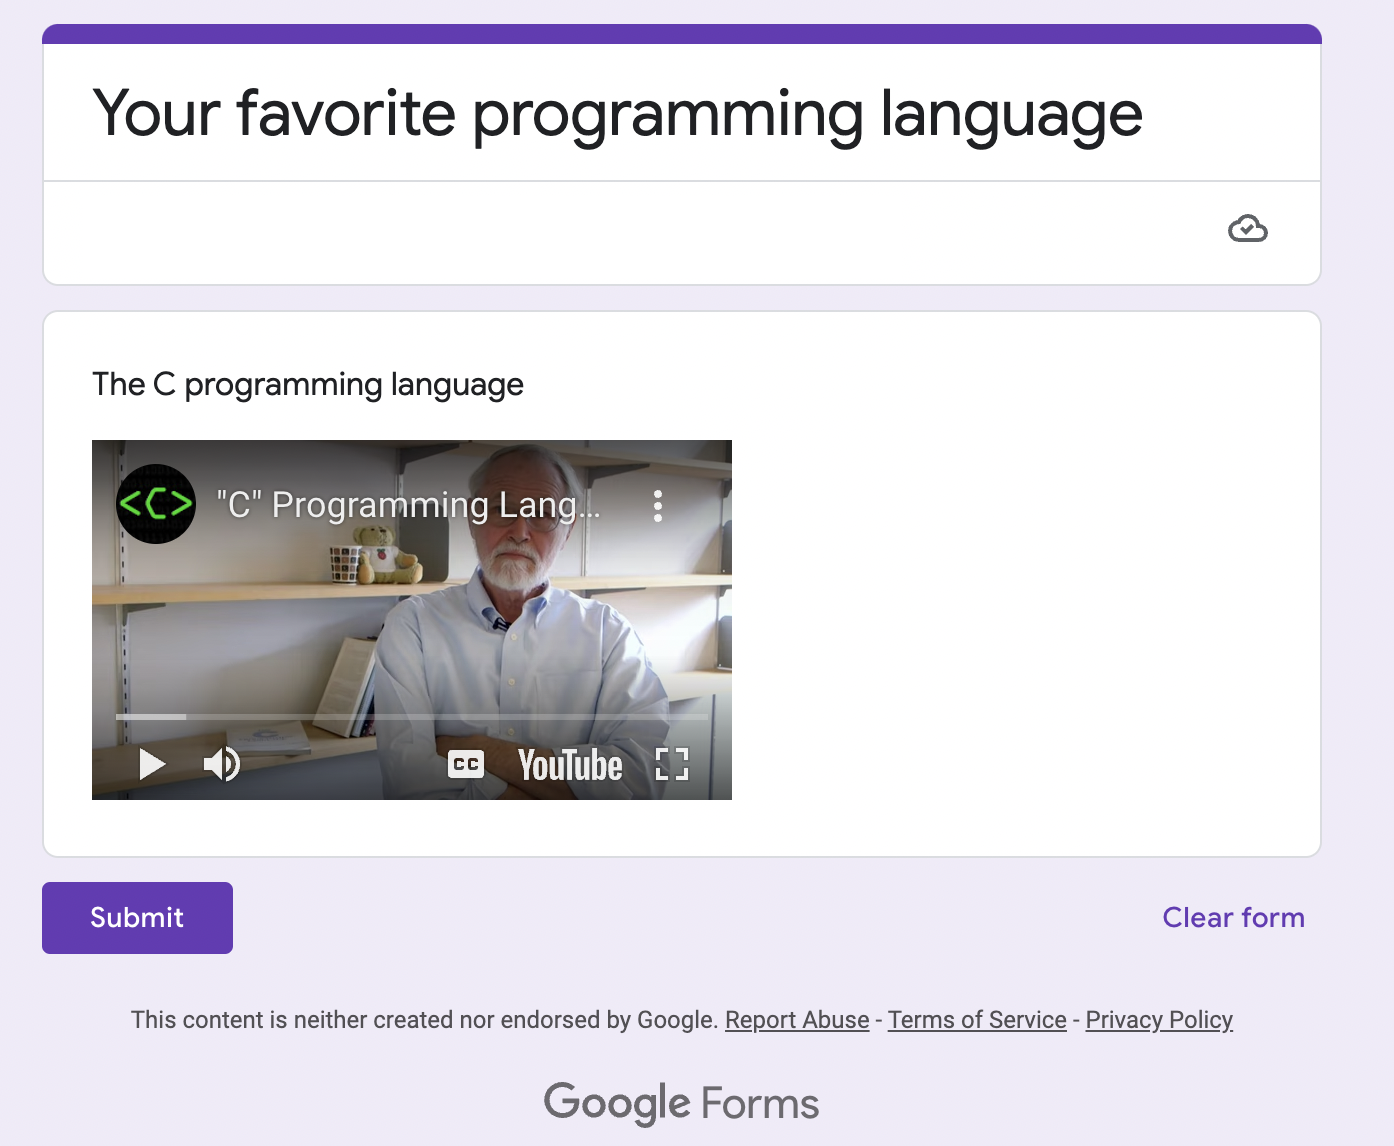 Your favorite programming language
The C programming language
<C> "C" Programming Lang...
CC YouTube
Submit
Clear form
This content is neither created nor endorsed by Google. Report Abuse - Terms of Service - Privacy Policy
Google Forms